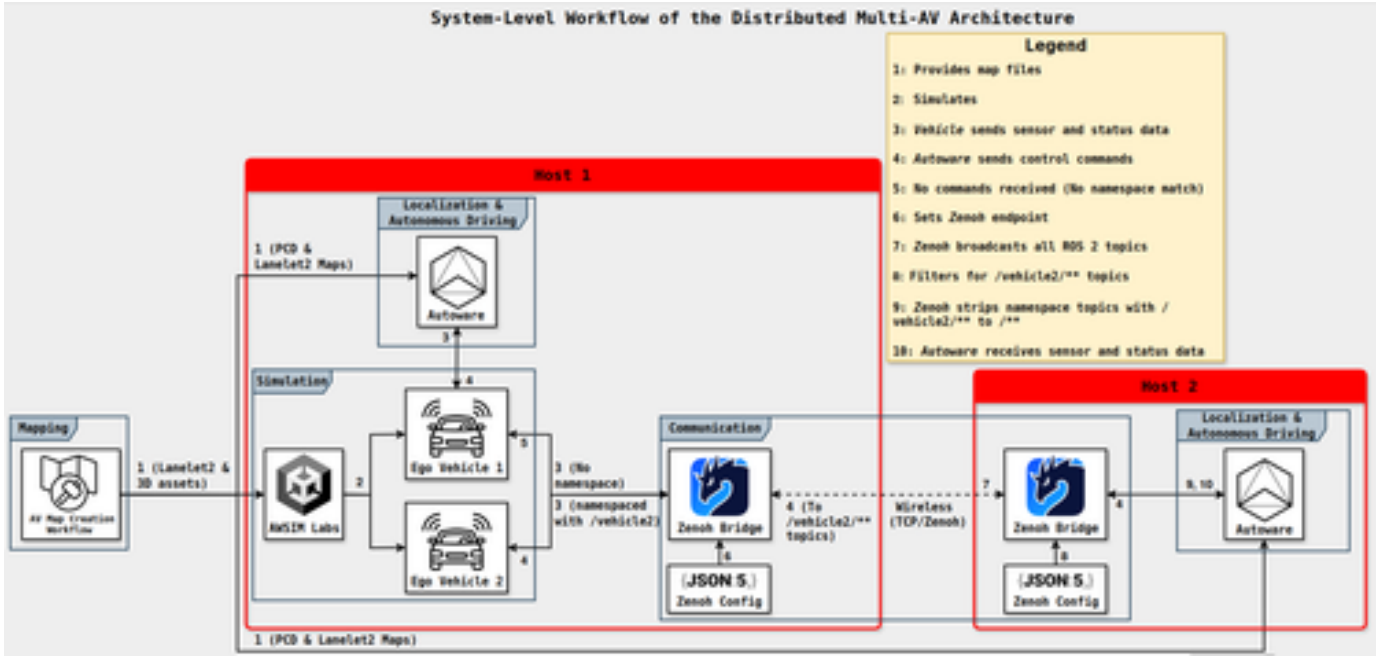 System-Level Workflow of the Distributed Multi-AV Architecture
Legend
1: Provides map files
2: Simulates
3: Vehicle sends sensor and status data
4: Autoware sends control commands
5: No commands received (No namespace match)
6: Sets Zenoh endpoint
7: Zenoh broadcasts all ROS 2 topics
8: Filters for /vehicle2/** topics
9: Zenoh strips namespace topics with /
vehicle2/** to /**
10: Autoware receives sensor and status data
Host 1
Localization &
Autonomous Driving
1 (PCD &
Lanelet2 Maps)
Autoware
3
4
Simulation
Ego Vehicle 1
5
2
AWSIM Labs
Ego Vehicle 2
4
Mapping
AV Map Creation
Workflow
1 (Lanelet2 &
3D assets)
3 (No
namespace)
3 (namespaced
with /vehicle2)
Communication
Zenoh Bridge
6
{JSON:5,}
Zenoh Config
4 (To
/vehicle2/**
topics)
Wireless
(TCP/Zenoh)
7
Host 2
Zenoh Bridge
4
8
{JSON:5,}
Zenoh Config
Localization &
Autonomous Driving
9, 10
Autoware
1 (PCD & Lanelet2 Maps)